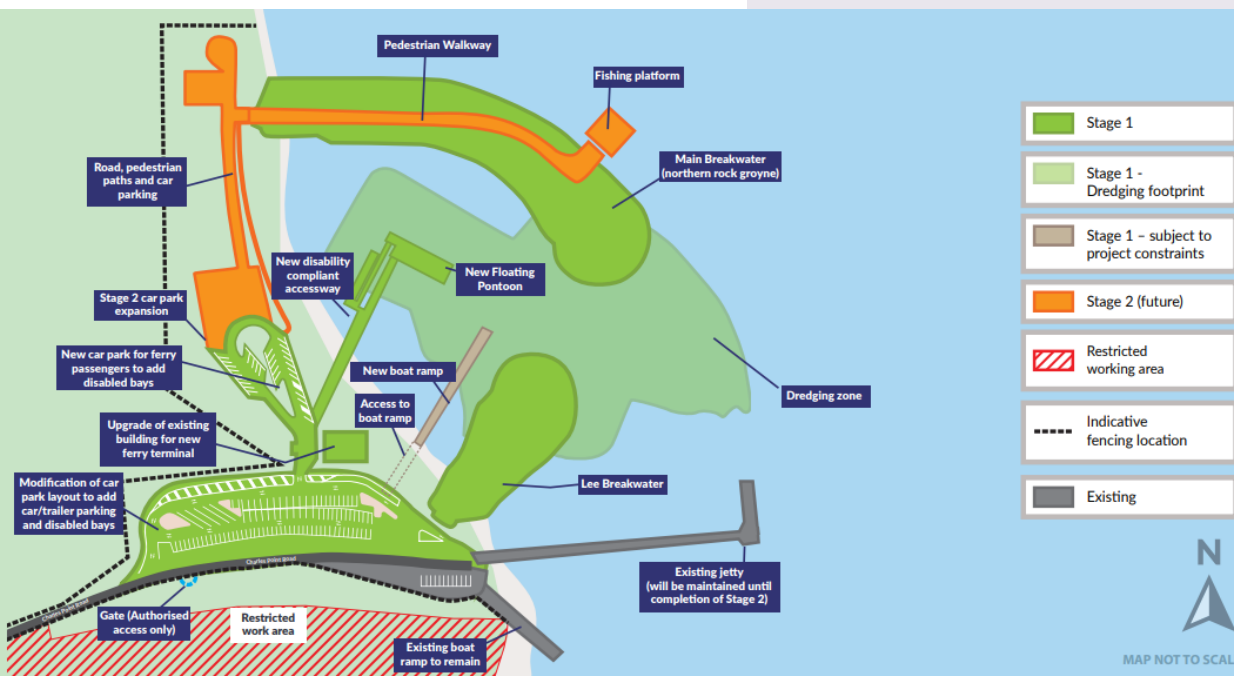 Pedestrian Walkway
Fishing platform
Main Breakwater
(northern rock groyne)
Road, pedestrian
paths and car
parking
New disability
compliant
accessway
New Floating
Pontoon
Stage 2 car park
expansion
New car park for ferry
passengers to add
disabled bays
New boat ramp
Access to
boat ramp
Dredging zone
Upgrade of existing
building for new
ferry terminal
Modification of car
park layout to add
car/trailer parking
and disabled bays
Lee Breakwater
Charles Point Road
Charles Point Road
Existing jetty
(will be maintained until
completion of Stage 2)
Gate (Authorised
access only)
Restricted
work area
Existing boat
ramp to remain
Stage 1
Stage 1 -
Dredging footprint
Stage 1 – subject to
project constraints
Stage 2 (future)
Restricted
working area
Indicative
fencing location
Existing
N
MAP NOT TO SCAL